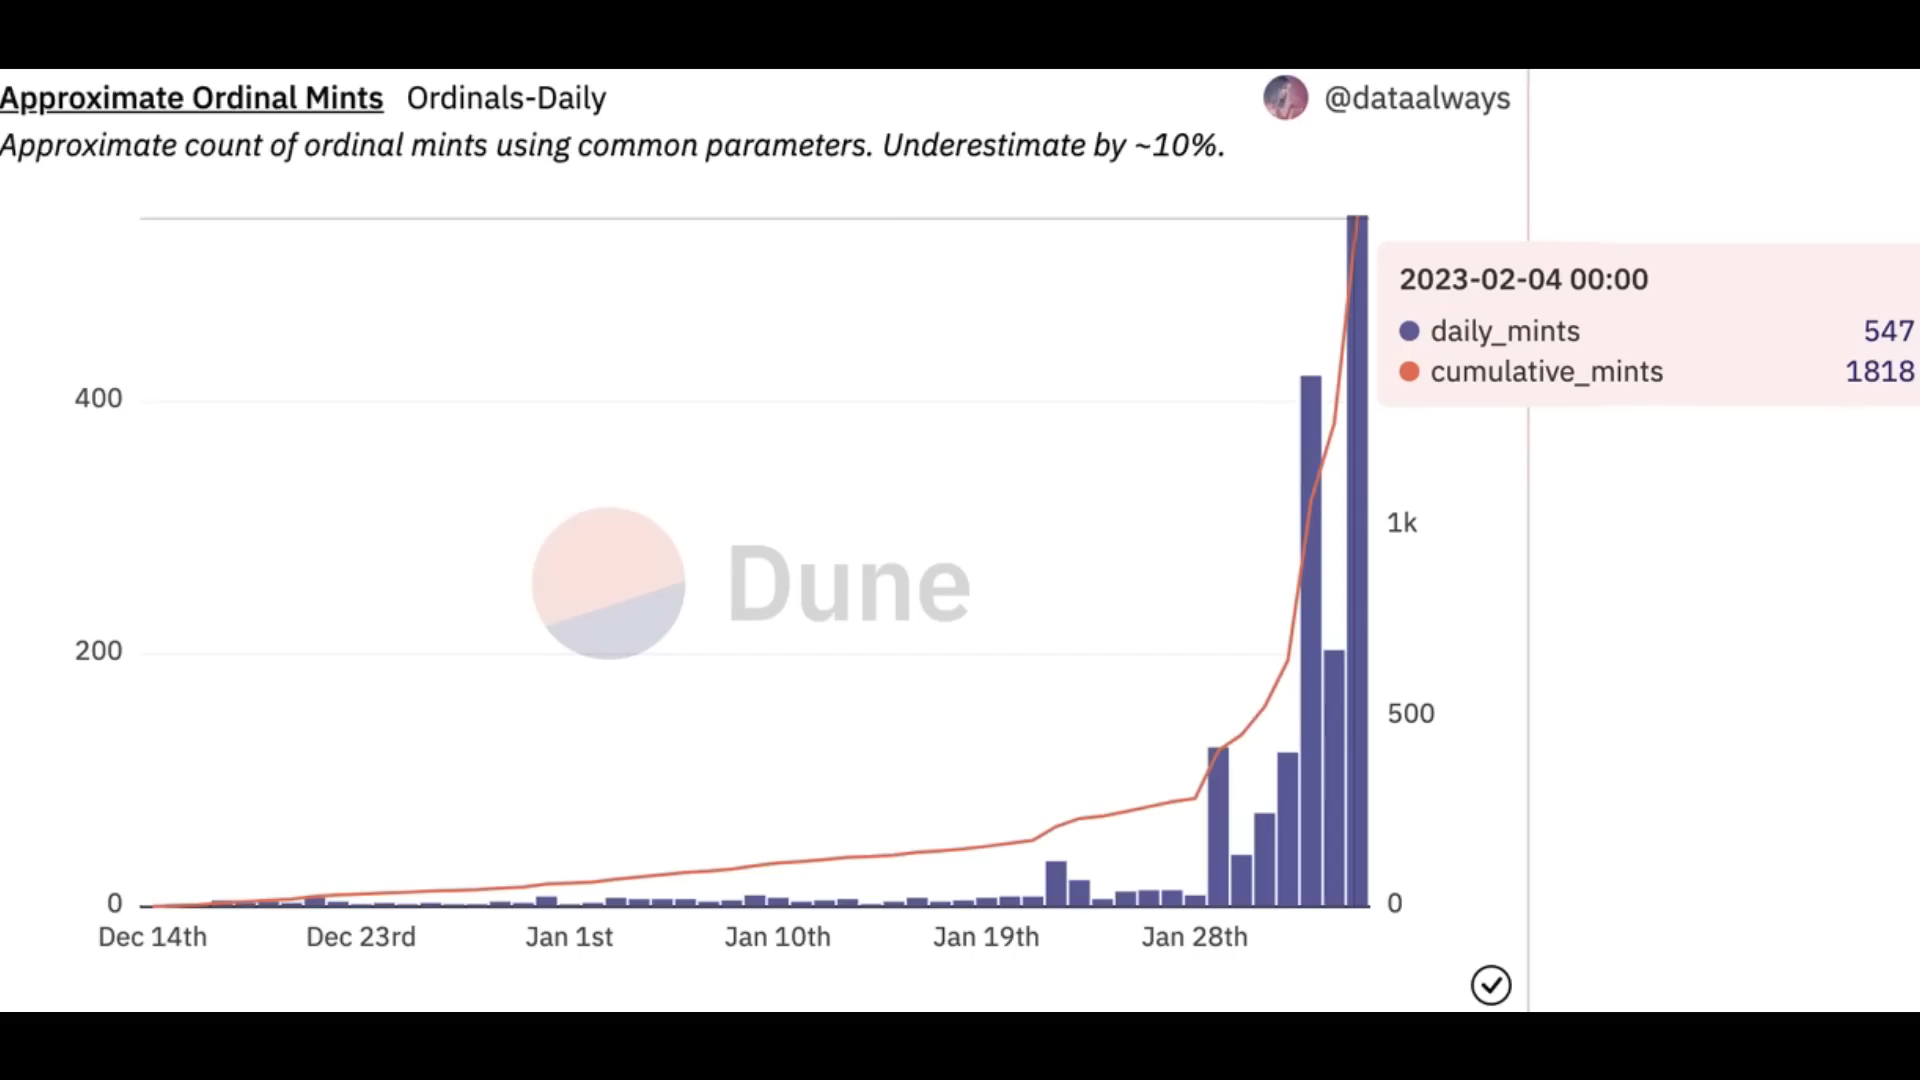 Approximate Ordinal Mints Ordinals-Daily
@dataalways
Approximate count of ordinal mints using common parameters. Underestimate by ~10%.
2023-02-04 00:00
daily_mints 547
cumulative_mints 1818
400
200
0
1k
500
0
Dune
Dec 14th Dec 23rd Jan 1st Jan 10th Jan 19th Jan 28th